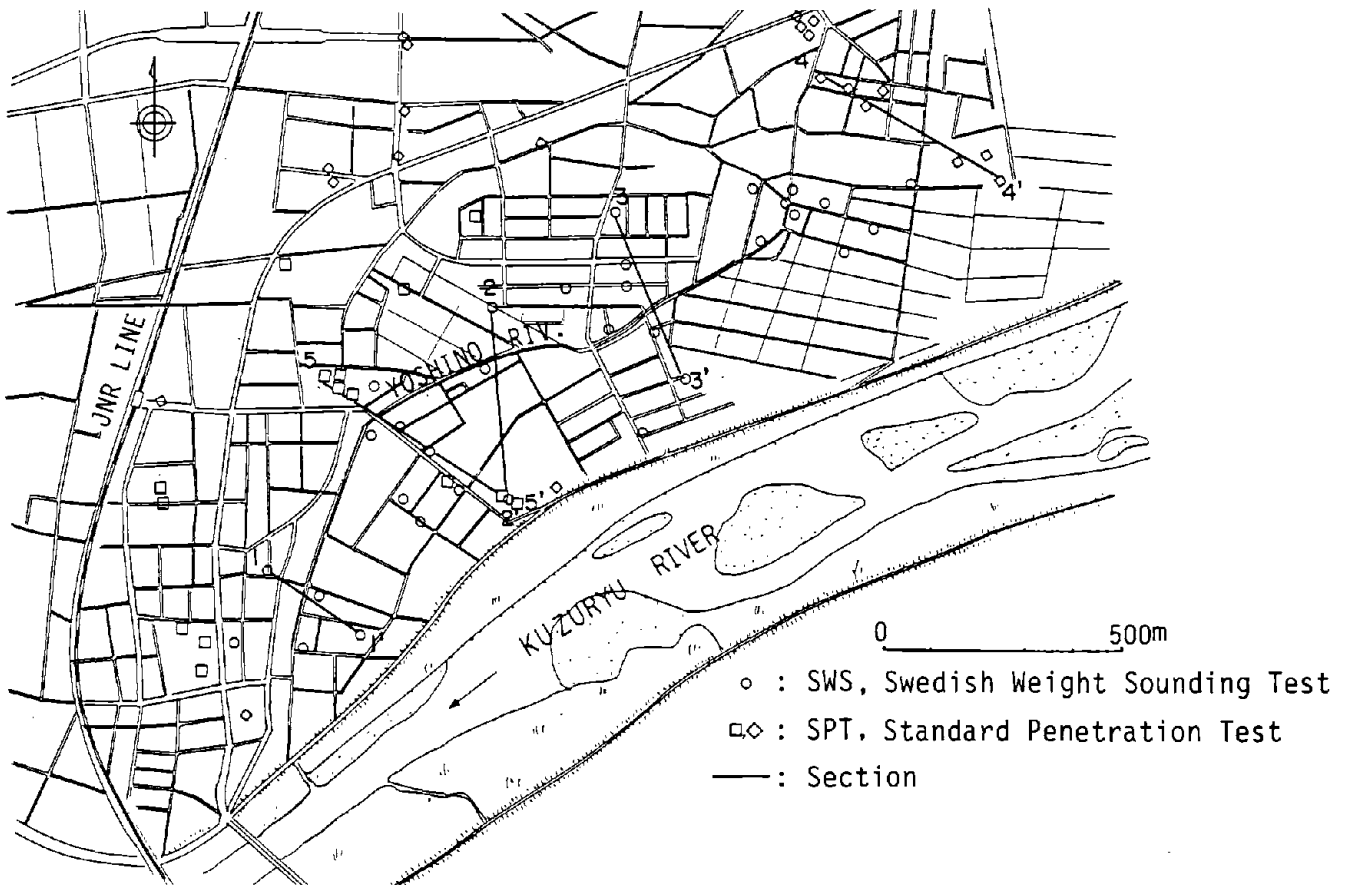 4
4'
3
2
JNR LINE
YOSHINO RIV.
5
3'
5'
2'
KUZURYU RIVER
1
1'
0 500m
○ : SWS, Swedish Weight Sounding Test
□,◇ : SPT, Standard Penetration Test
—— : Section